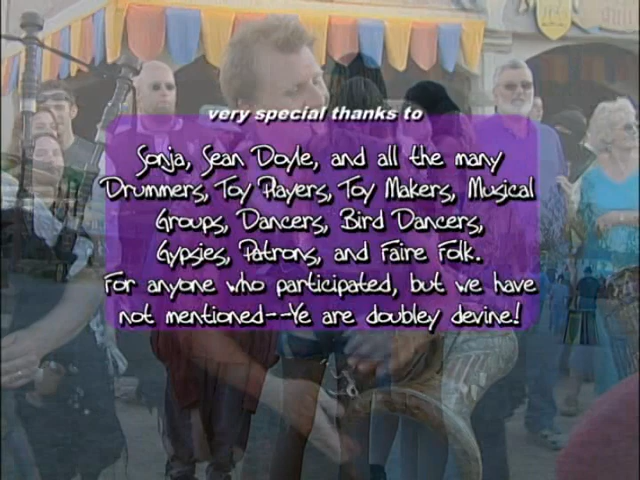 very special thanks to
Sonja, Sean Doyle, and all the many
Drummers, Toy Players, Toy Makers, Musical
Groups, Dancers, Bird Dancers,
Gypsies, Patrons, and Faire Folk.
For anyone who participated, but we have
not mentioned--Ye are doubley devine!